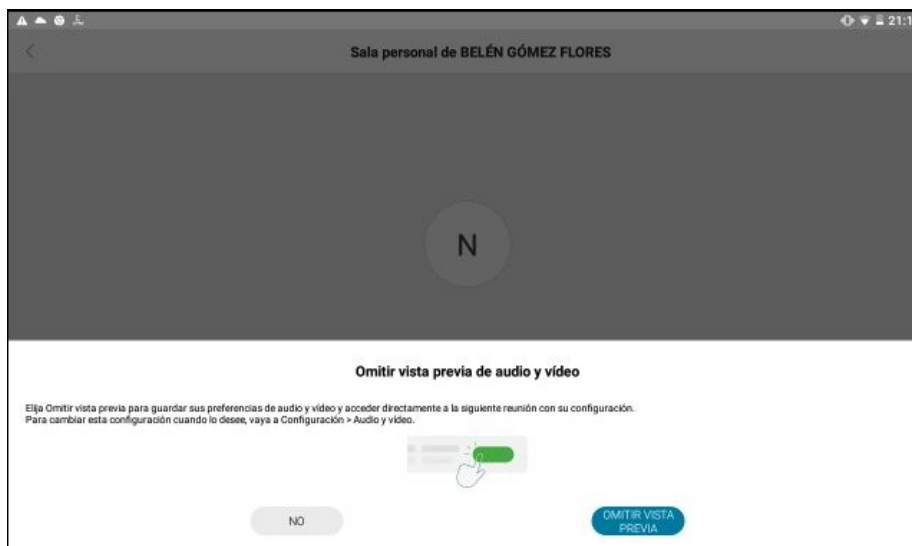 21:1
Sala personal de BELÉN GÓMEZ FLORES
N
Omitir vista previa de audio y vídeo
Elija Omitir vista previa para guardar sus preferencias de audio y vídeo y acceder directamente a la siguiente reunión con su configuración.
Para cambiar esta configuración cuando lo desee, vaya a Configuración > Audio y vídeo.
NO
OMITIR VISTA
PREVIA